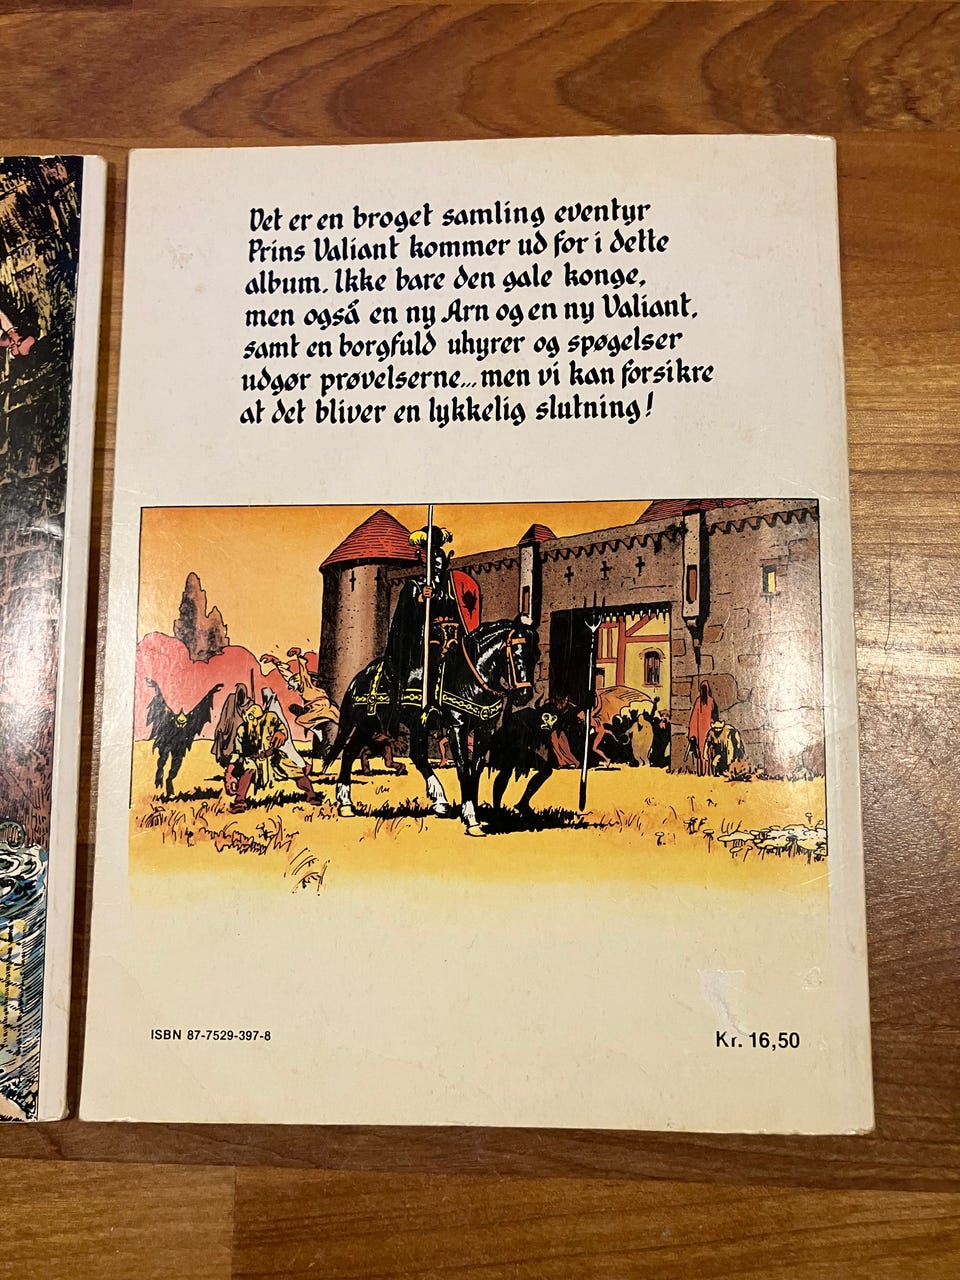 Det er en broget samling eventyr
Prins Valiant kommer ud for i dette
album. Ikke bare den gale konge,
men også en ny Arn og en ny Valiant,
samt en borgfuld uhyrer og spøgelser
udgør prøvelserne... men vi kan forsikre
at det bliver en lykkelig slutning!
ISBN 87-7529-397-8
Kr. 16,50